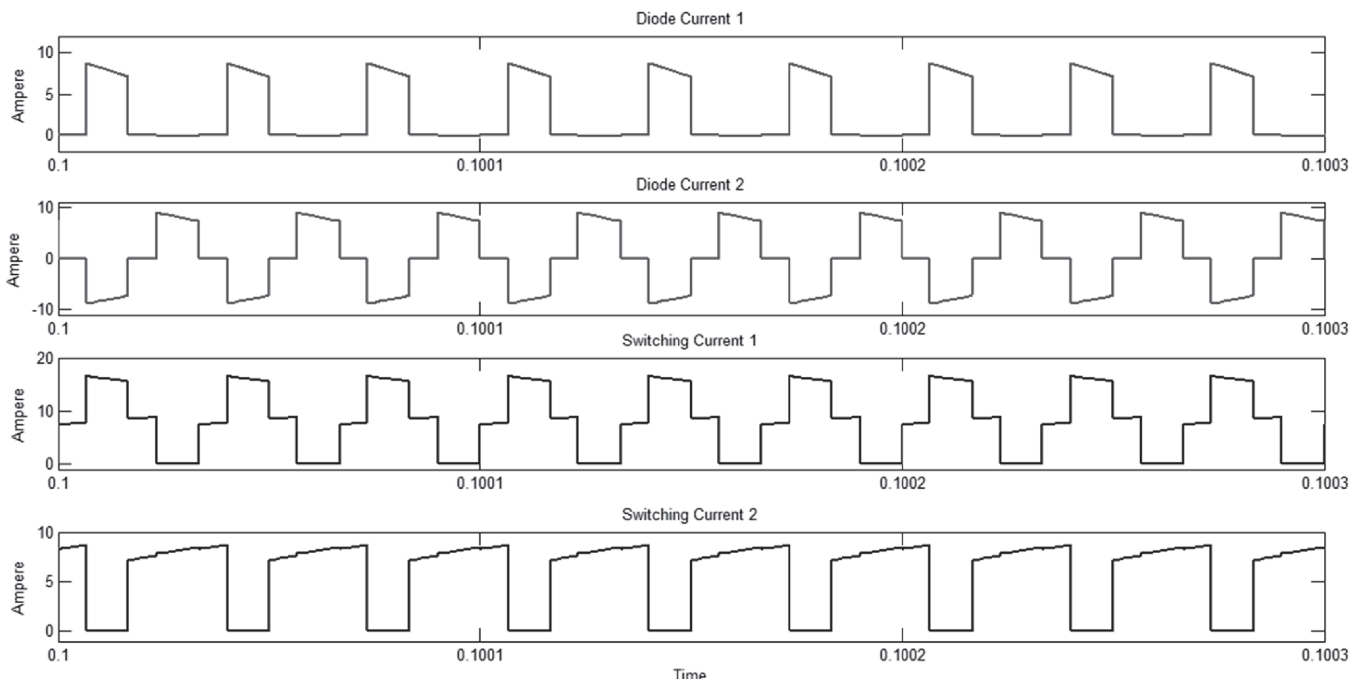 Diode Current 1
Ampere
10
5
0
0.1 0.1001 0.1002 0.1003
Diode Current 2
Ampere
10
0
-10
0.1 0.1001 0.1002 0.1003
Switching Current 1
Ampere
20
10
0
0.1 0.1001 0.1002 0.1003
Switching Current 2
Ampere
10
5
0
0.1 0.1001 0.1002 0.1003
Time